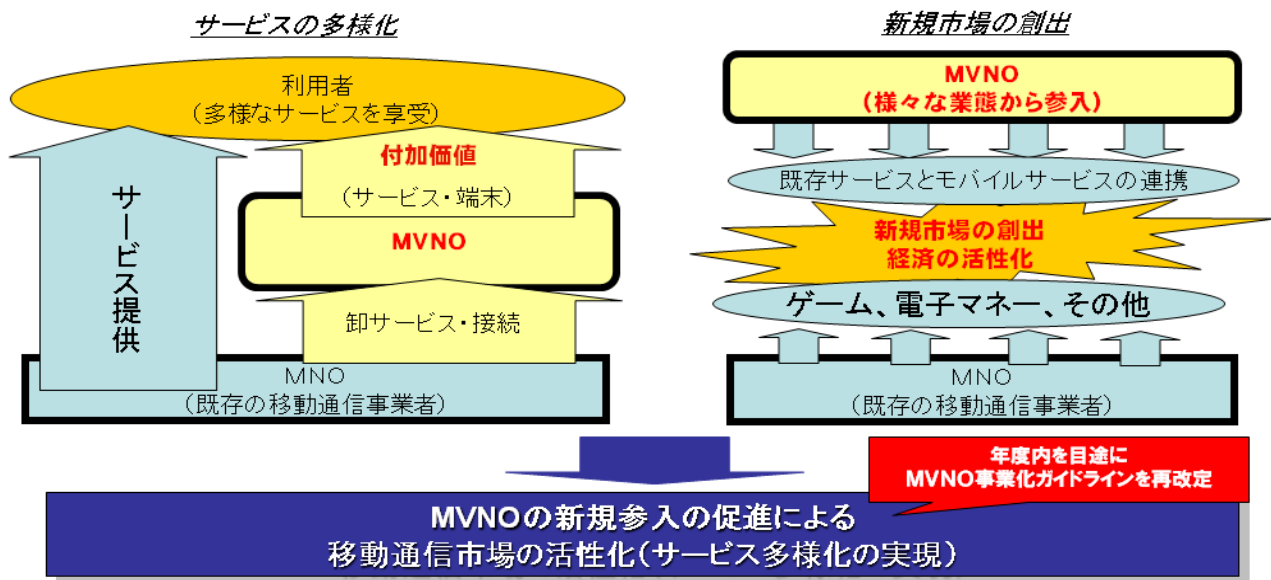 サービスの多様化
利用者
(多様なサービスを享受)
付加価値
(サービス・端末)
サービス提供
MVNO
卸サービス・接続
MNO
(既存の移動通信事業者)
新規市場の創出
MVNO
(様々な業態から参入)
既存サービスとモバイルサービスの連携
新規市場の創出
経済の活性化
ゲーム、電子マネー、その他
MNO
(既存の移動通信事業者)
年度内を目途に
MVNO事業化ガイドラインを再改定
MVNOの新規参入の促進による
移動通信市場の活性化(サービス多様化の実現)